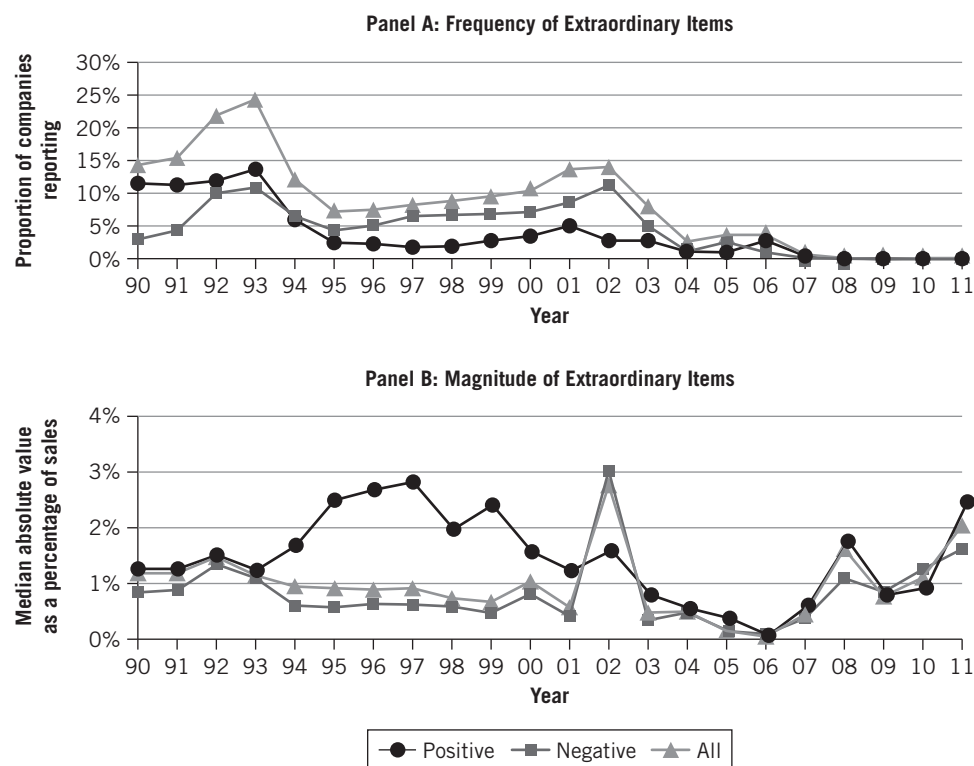 Panel A: Frequency of Extraordinary Items
Proportion of companies
reporting
30%
25%
20%
15%
10%
5%
0%
90 91 92 93 94 95 96 97 98 99 00 01 02 03 04 05 06 07 08 09 10 11
Year
Panel B: Magnitude of Extraordinary Items
Median absolute value
as a percentage of sales
4%
3%
2%
1%
0%
90 91 92 93 94 95 96 97 98 99 00 01 02 03 04 05 06 07 08 09 10 11
Year
Positive Negative All